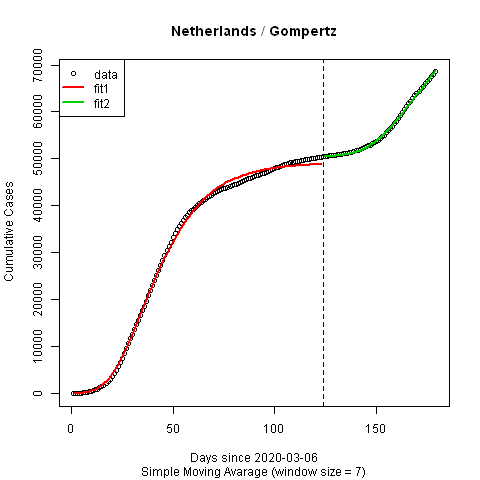 Netherlands / Gompertz
data
fit1
fit2
Cumulative Cases
70000
60000
50000
40000
30000
20000
10000
0
0 50 100 150
Days since 2020-03-06
Simple Moving Avarage (window size = 7)